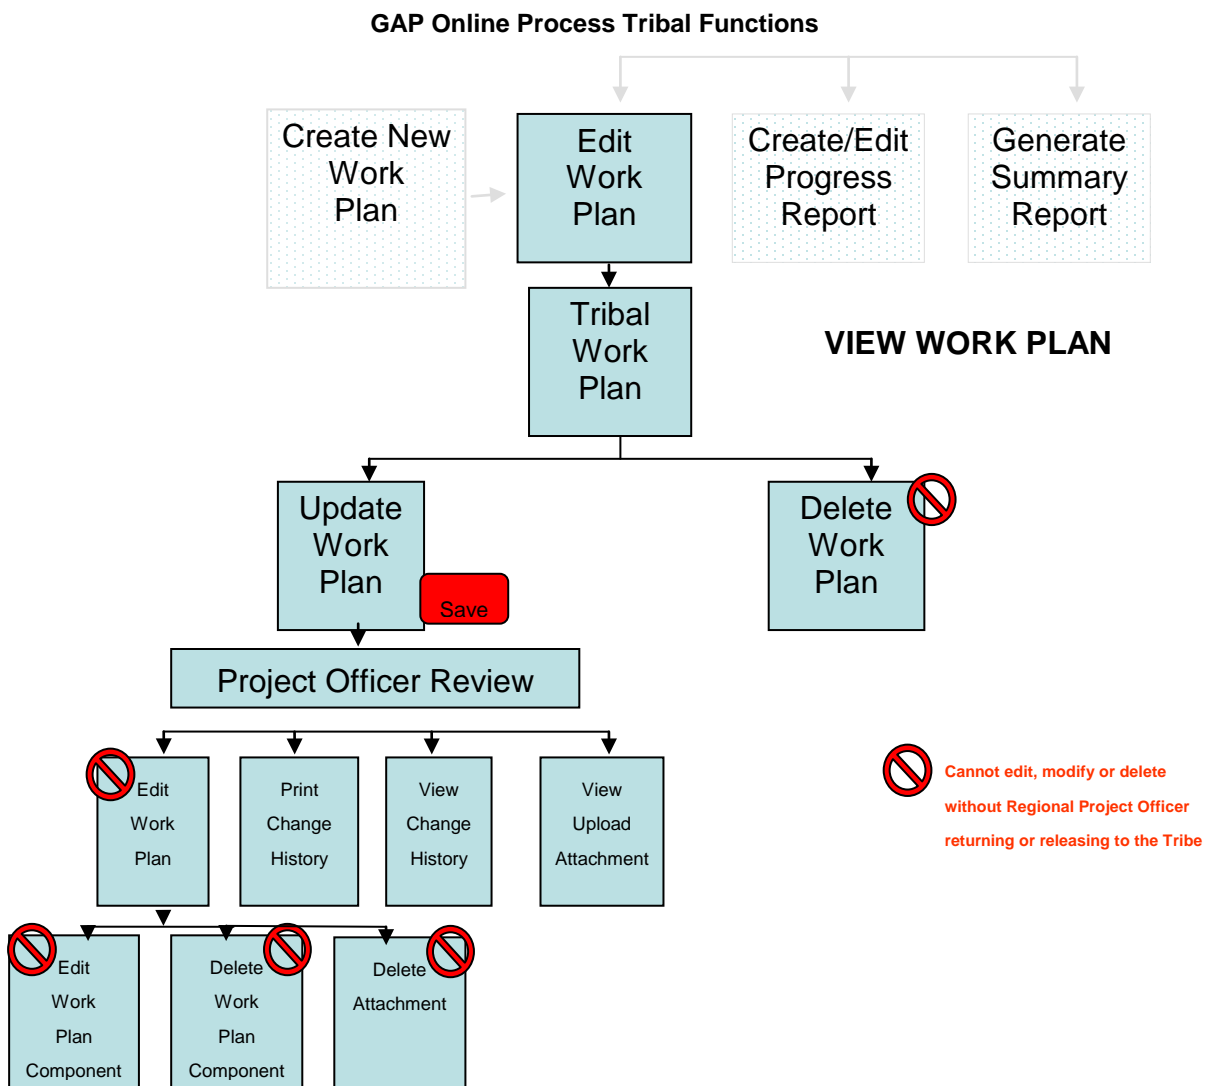 GAP Online Process Tribal Functions
Create New
Work
Plan
Edit
Work
Plan
Create/Edit
Progress
Report
Generate
Summary
Report
Tribal
Work
Plan
VIEW WORK PLAN
Update
Work
Plan
Save
Delete
Work
Plan
Project Officer Review
Edit
Work
Plan
Print
Change
History
View
Change
History
View
Upload
Attachment
Cannot edit, modify or delete
without Regional Project Officer
returning or releasing to the Tribe
Edit
Work
Plan
Component
Delete
Work
Plan
Component
Delete
Attachment